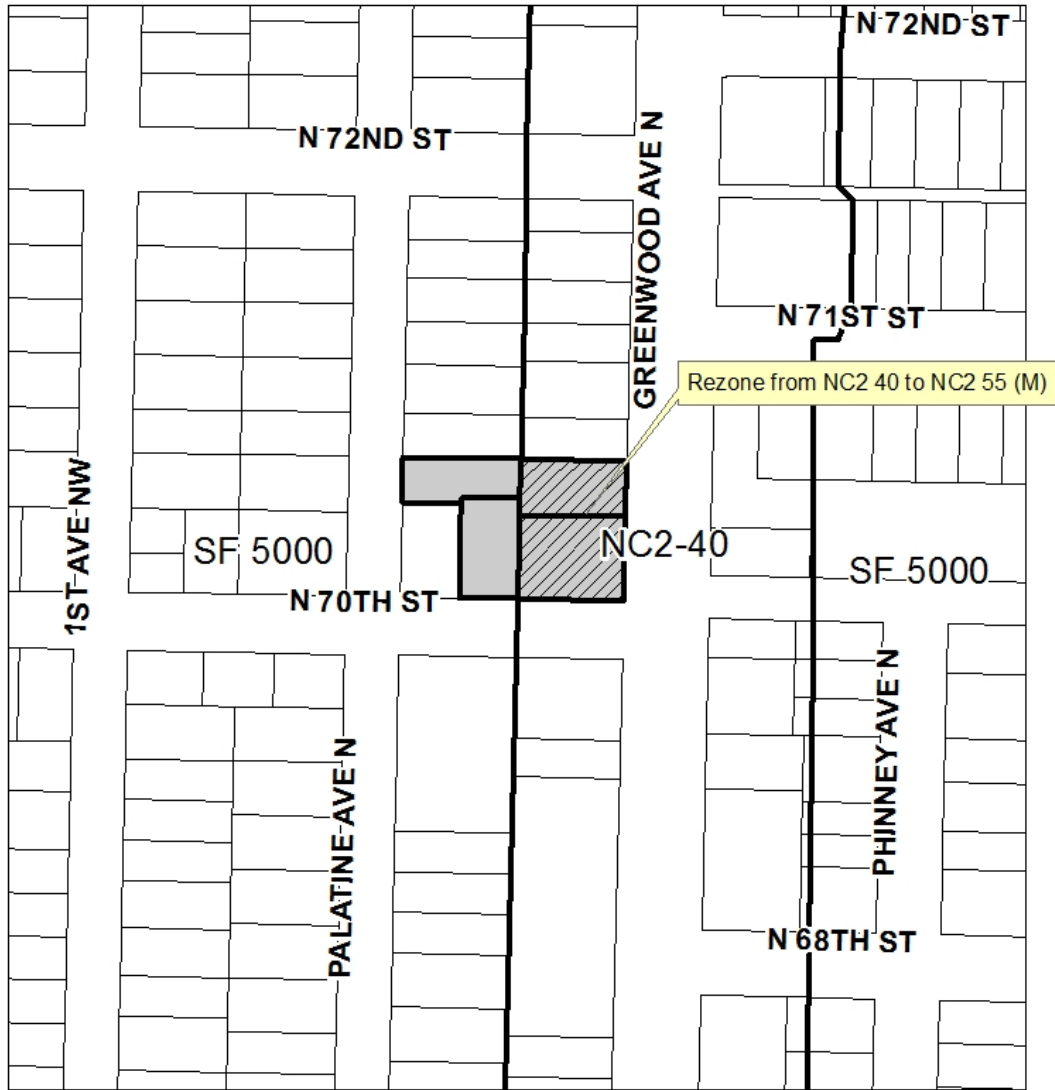 N 72ND ST
N 72ND ST
GREENWOOD AVE N
N 71ST ST
Rezone from NC2 40 to NC2 55 (M)
1ST AVE NW
SF 5000
NC2-40
SF 5000
N 70TH ST
PALATINE AVE N
PHINNEY AVE N
N 68TH ST